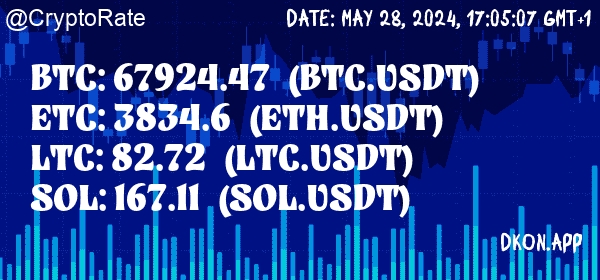 @CryptoRate
DATE: MAY 28, 2024, 17:05:07 GMT+1
BTC: 67924.47 (BTC.USDT)
ETC: 3834.6 (ETH.USDT)
LTC: 82.72 (LTC.USDT)
SOL: 167.11 (SOL.USDT)
DKON.APP